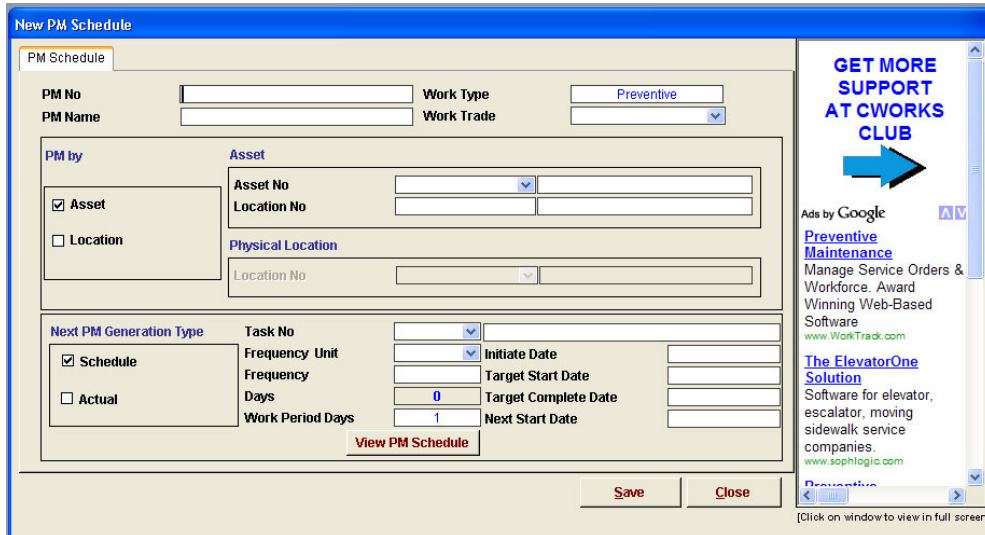 New PM Schedule
PM Schedule
PM No
Work Type
Preventive
PM Name
Work Trade
PM by
Asset
Location
Asset
Asset No
Location No
Physical Location
Location No
Next PM Generation Type
Schedule
Actual
Task No
Frequency Unit
Initiate Date
Frequency
Target Start Date
Days
0
Target Complete Date
Work Period Days
1
Next Start Date
View PM Schedule
Save
Close
GET MORE
SUPPORT
AT CWORKS
CLUB
Ads by Google
Preventive
Maintenance
Manage Service Orders &
Workforce. Award
Winning Web-Based
Software
www.WorkTrack.com
The ElevatorOne
Solution
Software for elevator,
escalator, moving
sidewalk service
companies.
www.sophlogic.com
Preventive
[Click on window to view in full screen